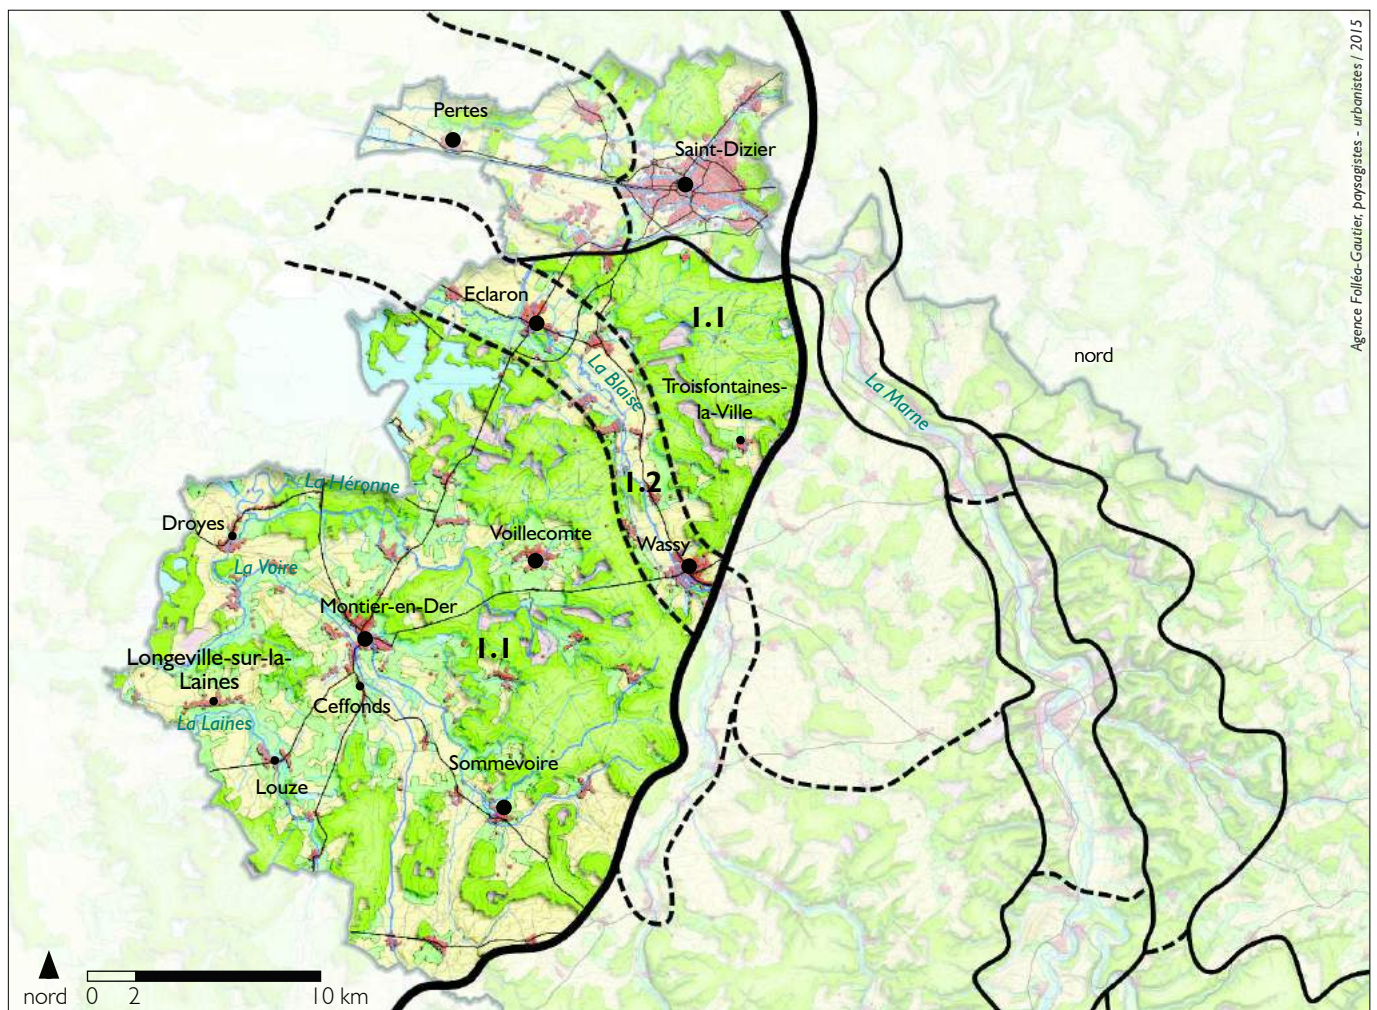 Agence Folléa-Gautier, paysagistes - urbanistes / 2015
Pertes
Saint-Dizier
Eclaron
1.1
nord
La Blaise
Troisfontaines-
la-Ville
La Marne
La Héronne
1.2
Droyes
Voillecomte
Wassy
La Voire
Montier-en-Der
1.1
Longeville-sur-la-
Laines
Ceffonds
La Laines
Sommevoire
Louze
nord 0 2 10 km